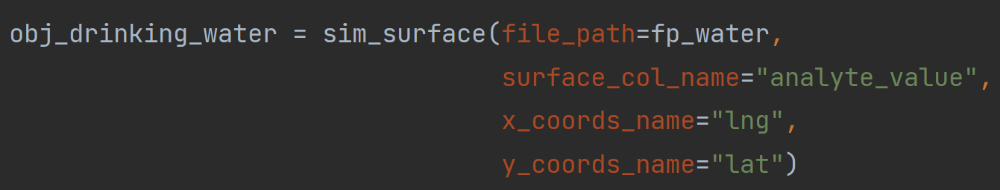 obj_drinking_water = sim_surface(file_path=fp_water,
surface_col_name="analyte_value",
x_coords_name="lng",
y_coords_name="lat")